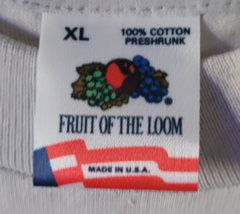 XL
100% COTTON
PRESHRUNK
®
FRUIT OF THE LOOM
MADE IN U.S.A.